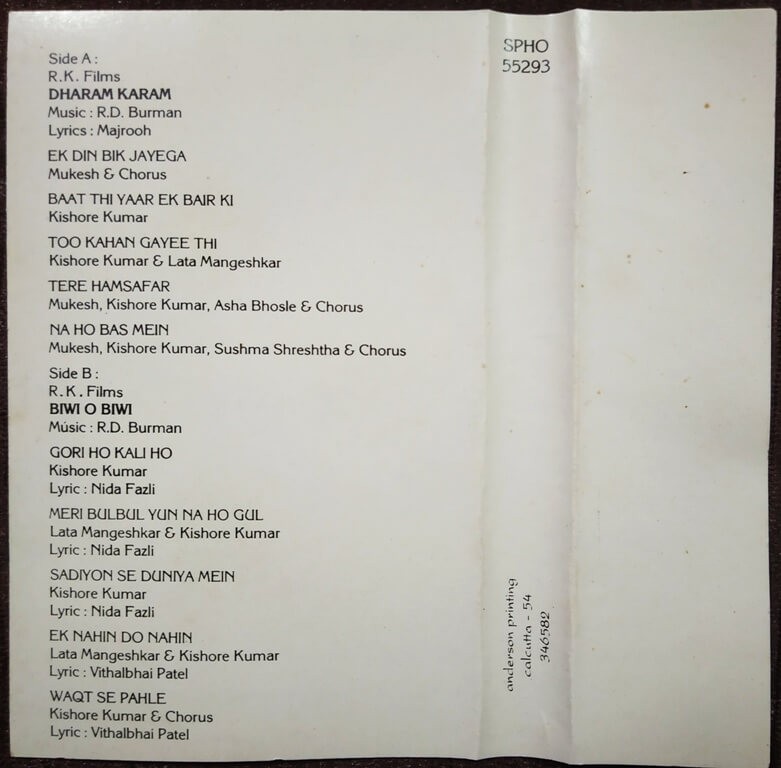 Side A :
R.K. Films
DHARAM KARAM
Music : R.D. Burman
Lyrics : Majrooh
EK DIN BIK JAYEGA
Mukesh & Chorus
BAAT THI YAAR EK BAIR KI
Kishore Kumar
TOO KAHAN GAYEE THI
Kishore Kumar & Lata Mangeshkar
TERE HAMSAFAR
Mukesh, Kishore Kumar, Asha Bhosle & Chorus
NA HO BAS MEIN
Mukesh, Kishore Kumar, Sushma Shreshtha & Chorus
Side B :
R.K. Films
BIWI O BIWI
Music : R.D. Burman
GORI HO KALI HO
Kishore Kumar
Lyric : Nida Fazli
MERI BULBUL YUN NA HO GUL
Lata Mangeshkar & Kishore Kumar
Lyric : Nida Fazli
SADIYON SE DUNIYA MEIN
Kishore Kumar
Lyric : Nida Fazli
EK NAHIN DO NAHIN
Lata Mangeshkar & Kishore Kumar
Lyric : Vithalbhai Patel
WAQT SE PAHLE
Kishore Kumar & Chorus
Lyric : Vithalbhai Patel
SPHO
55293
anderson printing
calcutta - 54
346582